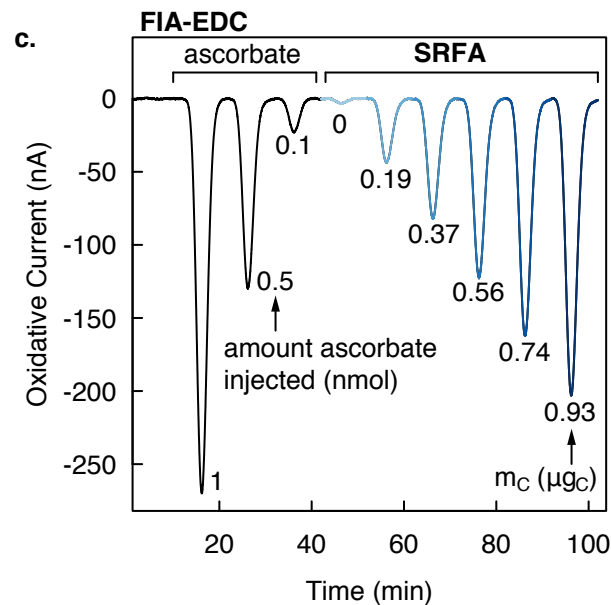 c.
FIA-EDC
ascorbate
SRFA
0
-50
-100
-150
-200
-250
Oxidative Current (nA)
1
0.5
0.1
amount ascorbate
injected (nmol)
0
0.19
0.37
0.56
0.74
0.93
m_C (µg_C)
20
40
60
80
100
Time (min)